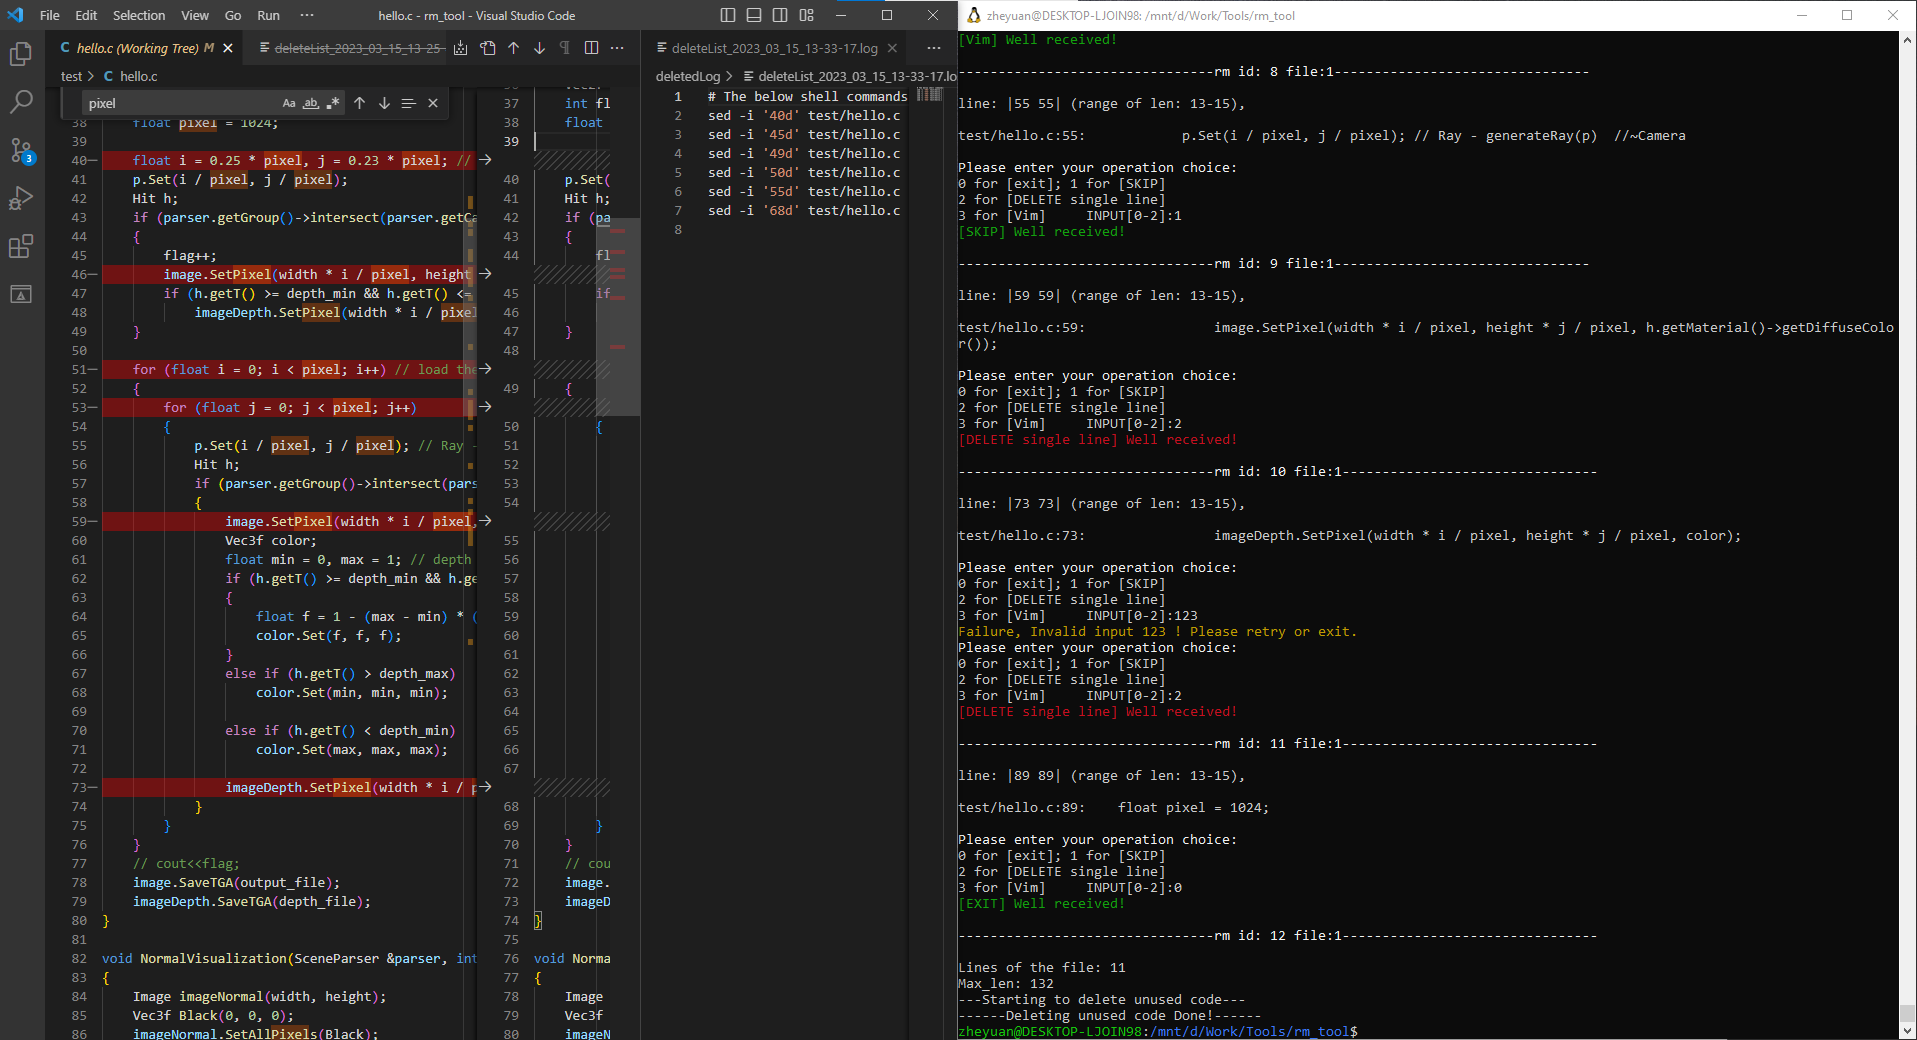 File Edit Selection View Go Run ··· hello.c - rm_tool - Visual Studio Code
hello.c (Working Tree) M
deleteList_2023_03_15_13-25
test > C hello.c
pixel
Aa ab .*
38 float pixel = 1024;
39
40 float i = 0.25 * pixel, j = 0.23 * pixel; //
41 p.Set(i / pixel, j / pixel);
42 Hit h;
43 if (parser.getGroup()->intersect(parser.getCa
44 {
45 flag++;
46 image.SetPixel(width * i / pixel, height
47 if (h.getT() >= depth_min && h.getT() <=
48 imageDepth.SetPixel(width * i / pixel
49 }
50
51 for (float i = 0; i < pixel; i++) // load the
52 {
53 for (float j = 0; j < pixel; j++)
54 {
55 p.Set(i / pixel, j / pixel); // Ray -
56 Hit h;
57 if (parser.getGroup()->intersect(pars
58 {
59 image.SetPixel(width * i / pixel,
60 Vec3f color;
61 float min = 0, max = 1; // depth
62 if (h.getT() >= depth_min && h.ge
63 {
64 float f = 1 - (max - min) * (
65 color.Set(f, f, f);
66 }
67 else if (h.getT() > depth_max)
68 color.Set(min, min, min);
69
70 else if (h.getT() < depth_min)
71 color.Set(max, max, max);
72
73 imageDepth.SetPixel(width * i / p
74 }
75 }
76 }
77 // cout<<flag;
78 image.SaveTGA(output_file);
79 imageDepth.SaveTGA(depth_file);
80 }
81
82 void NormalVisualization(SceneParser &parser, int
83 {
84 Image imageNormal(width, height);
85 Vec3f Black(0, 0, 0);
86 imageNormal.SetAllPixels(Black);
37 int fl
38 float
39
40 p.Set(
41 Hit h;
42 if (pa
43 {
44 fl
45 if
46
47 }
48
49 {
50 {
51
52
53
54
55
56
57
58
59
60
61
62
63
64
65
66
67
68
69 }
70 }
71 // cou
72 image.
73 imageD
74 }
75
76 void Norma
77 {
78 Image
79 Vec3f
80 imageN
3
deleteList_2023_03_15_13-33-17.log
deletedLog > deleteList_2023_03_15_13-33-17.lo
1 # The below shell commands
2 sed -i '40d' test/hello.c
3 sed -i '45d' test/hello.c
4 sed -i '49d' test/hello.c
5 sed -i '50d' test/hello.c
6 sed -i '55d' test/hello.c
7 sed -i '68d' test/hello.c
8
zheyuan@DESKTOP-LJOIN98: /mnt/d/Work/Tools/rm_tool
[Vim] Well received!
--------------------------------rm id: 8 file:1--------------------------------
line: |55 55| (range of len: 13-15),
test/hello.c:55: p.Set(i / pixel, j / pixel); // Ray - generateRay(p) //~Camera
Please enter your operation choice:
0 for [exit]; 1 for [SKIP]
2 for [DELETE single line]
3 for [Vim] INPUT[0-2]:1
[SKIP] Well received!
--------------------------------rm id: 9 file:1--------------------------------
line: |59 59| (range of len: 13-15),
test/hello.c:59: image.SetPixel(width * i / pixel, height * j / pixel, h.getMaterial()->getDiffuseColo
r());
Please enter your operation choice:
0 for [exit]; 1 for [SKIP]
2 for [DELETE single line]
3 for [Vim] INPUT[0-2]:2
[DELETE single line] Well received!
--------------------------------rm id: 10 file:1--------------------------------
line: |73 73| (range of len: 13-15),
test/hello.c:73: imageDepth.SetPixel(width * i / pixel, height * j / pixel, color);
Please enter your operation choice:
0 for [exit]; 1 for [SKIP]
2 for [DELETE single line]
3 for [Vim] INPUT[0-2]:123
Failure, Invalid input 123 ! Please retry or exit.
Please enter your operation choice:
0 for [exit]; 1 for [SKIP]
2 for [DELETE single line]
3 for [Vim] INPUT[0-2]:2
[DELETE single line] Well received!
--------------------------------rm id: 11 file:1--------------------------------
line: |89 89| (range of len: 13-15),
test/hello.c:89: float pixel = 1024;
Please enter your operation choice:
0 for [exit]; 1 for [SKIP]
2 for [DELETE single line]
3 for [Vim] INPUT[0-2]:0
[EXIT] Well received!
--------------------------------rm id: 12 file:1--------------------------------
Lines of the file: 11
Max_len: 132
---Starting to delete unused code---
------Deleting unused code Done!------
zheyuan@DESKTOP-LJOIN98:/mnt/d/Work/Tools/rm_tool$